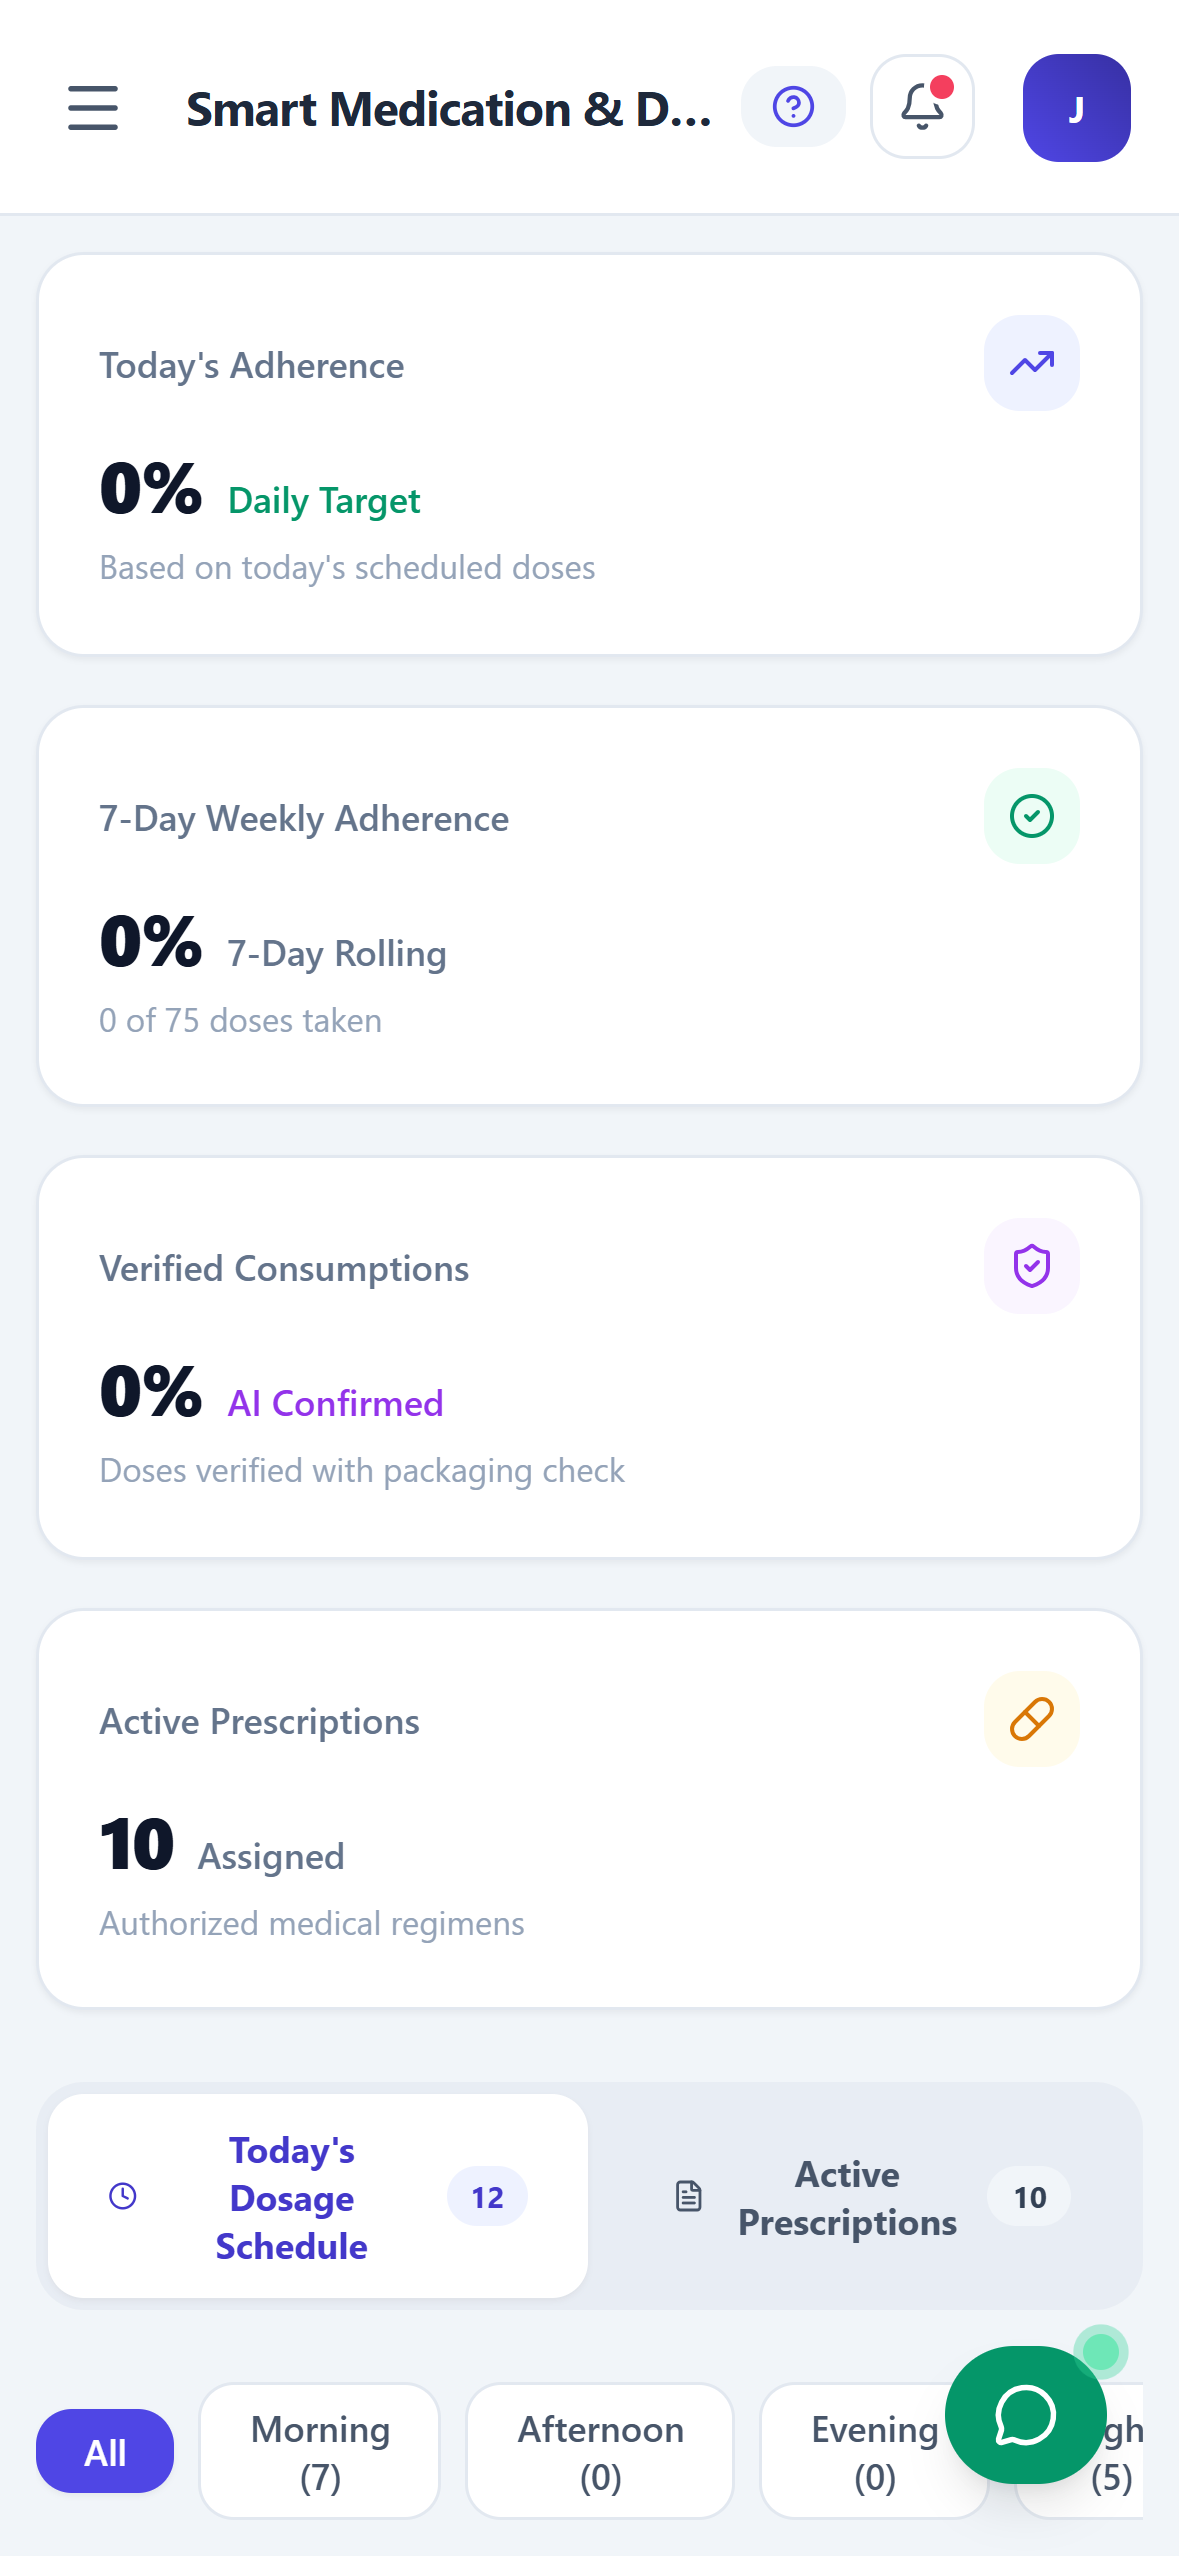 Smart Medication & D...
J
Today's Adherence
0% Daily Target
Based on today's scheduled doses
7-Day Weekly Adherence
0% 7-Day Rolling
0 of 75 doses taken
Verified Consumptions
0% AI Confirmed
Doses verified with packaging check
Active Prescriptions
10 Assigned
Authorized medical regimens
Today's
Dosage
Schedule
12
Active
Prescriptions
10
All
Morning
(7)
Afternoon
(0)
Evening
(0)
(5)